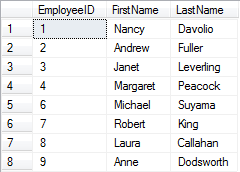 EmployeeID FirstName LastName
1 1 Nancy Davolio
2 2 Andrew Fuller
3 3 Janet Leverling
4 4 Margaret Peacock
5 6 Michael Suyama
6 7 Robert King
7 8 Laura Callahan
8 9 Anne Dodsworth